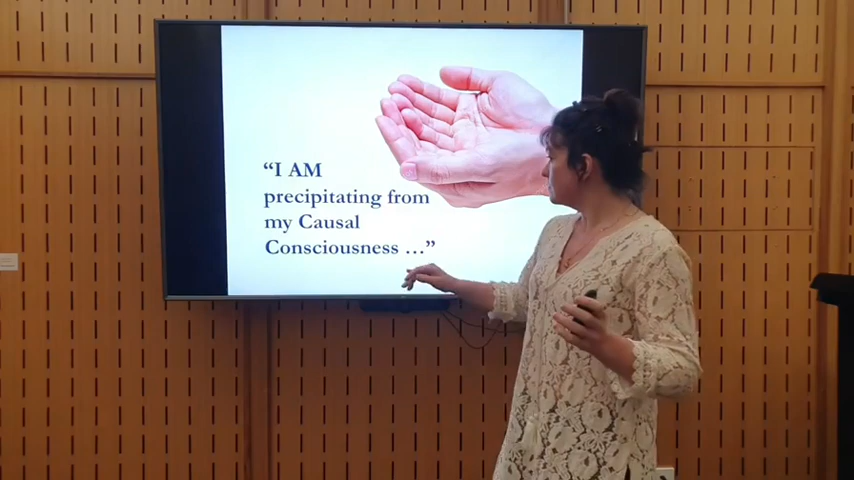 “I AM
precipitating from
my Causal
Consciousness …”